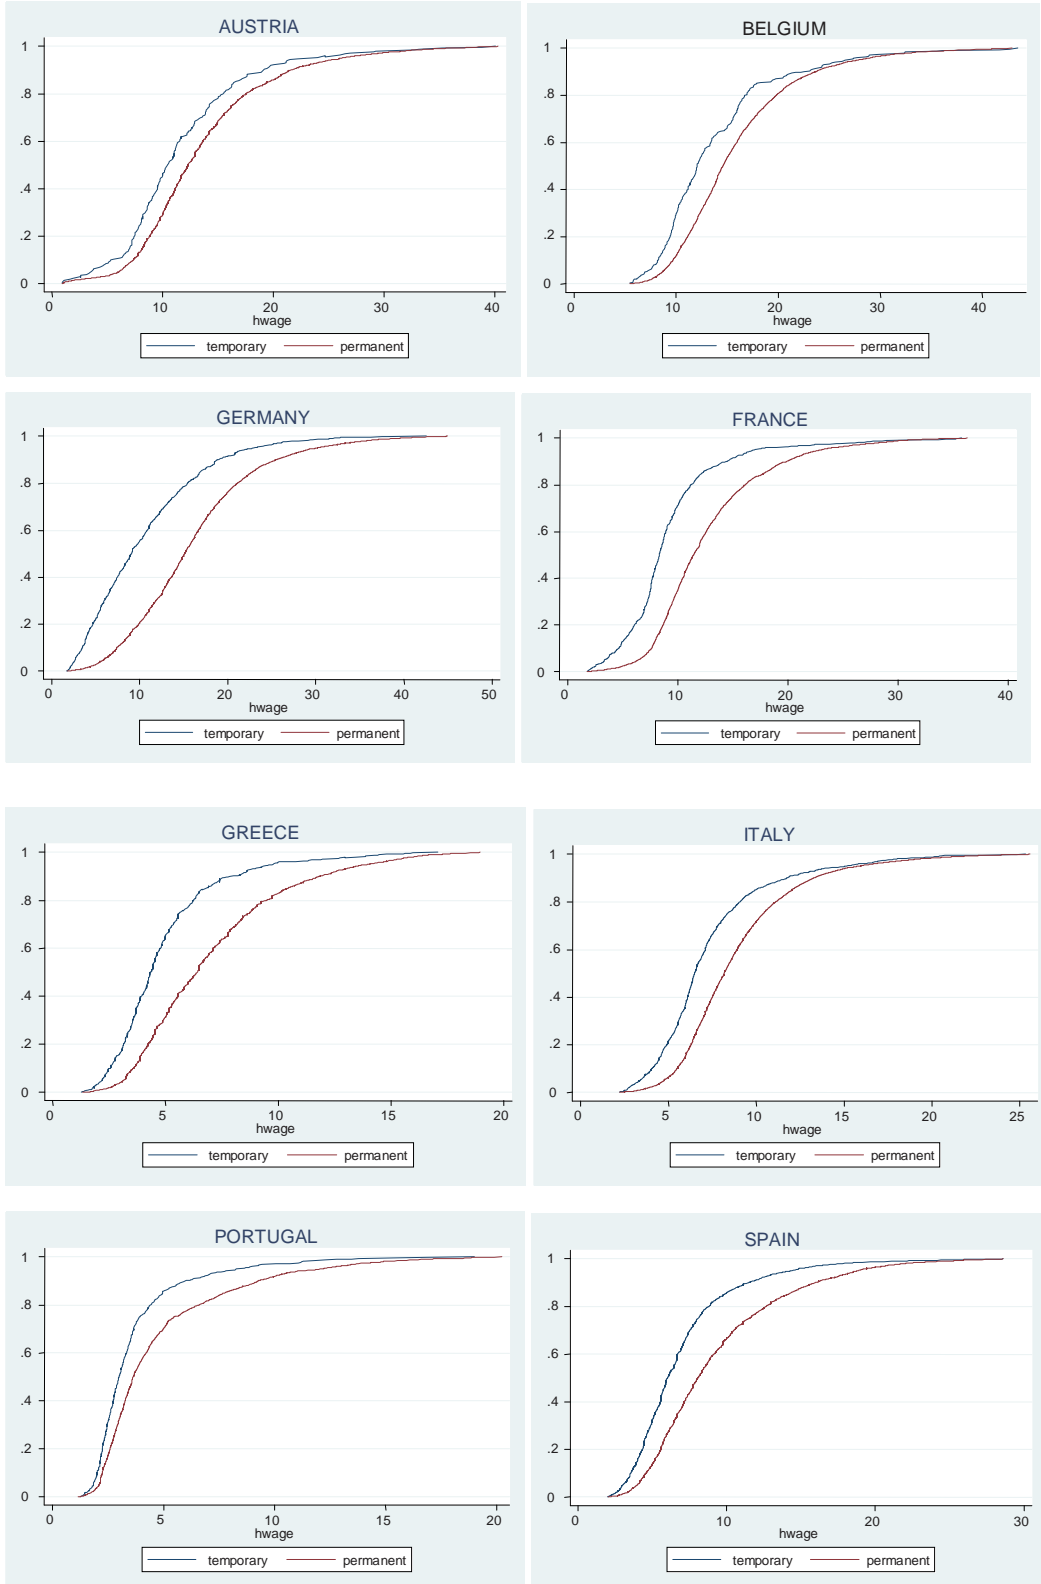 AUSTRIA
1
.8
.6
.4
.2
0
0 10 20 30 40
hwage
temporary permanent
BELGIUM
1
.8
.6
.4
.2
0
0 10 20 30 40
hwage
temporary permanent
GERMANY
1
.8
.6
.4
.2
0
0 10 20 30 40 50
hwage
temporary permanent
FRANCE
1
.8
.6
.4
.2
0
0 10 20 30 40
hwage
temporary permanent
GREECE
1
.8
.6
.4
.2
0
0 5 10 15 20
hwage
temporary permanent
ITALY
1
.8
.6
.4
.2
0
0 5 10 15 20 25
hwage
temporary permanent
PORTUGAL
1
.8
.6
.4
.2
0
0 5 10 15 20
hwage
temporary permanent
SPAIN
1
.8
.6
.4
.2
0
0 10 20 30
hwage
temporary permanent